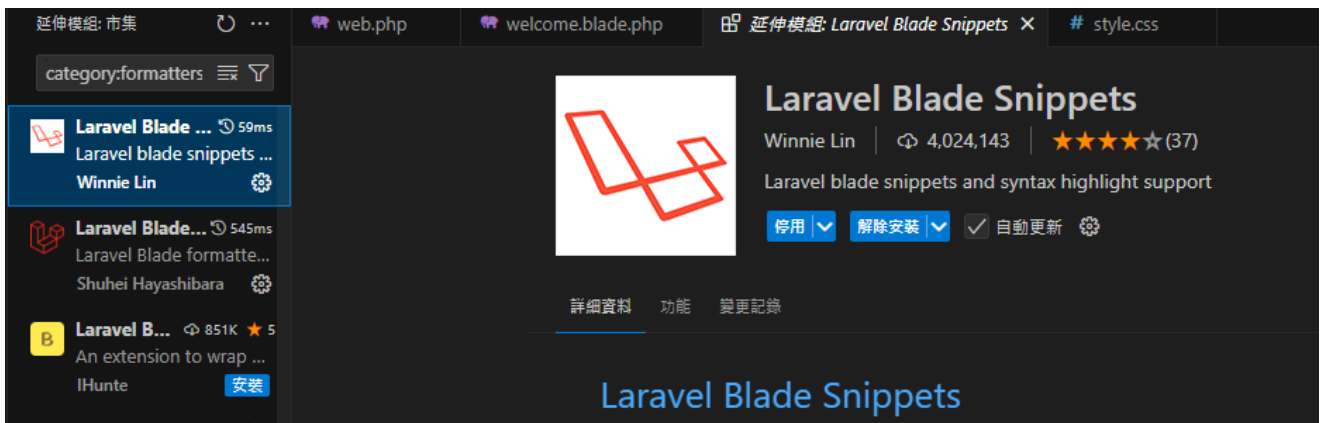 延伸模組: 市集
web.php
welcome.blade.php
延伸模組: Laravel Blade Snippets
# style.css
category:formatters
Laravel Blade ... 59ms
Laravel blade snippets ...
Winnie Lin
Laravel Blade... 545ms
Laravel Blade formatte...
Shuhei Hayashibara
B
Laravel B... 851K ★ 5
An extension to wrap ...
IHunte
安裝
Laravel Blade Snippets
Winnie Lin
4,024,143
(37)
Laravel blade snippets and syntax highlight support
停用
解除安裝
自動更新
詳細資料
功能
變更記錄
Laravel Blade Snippets